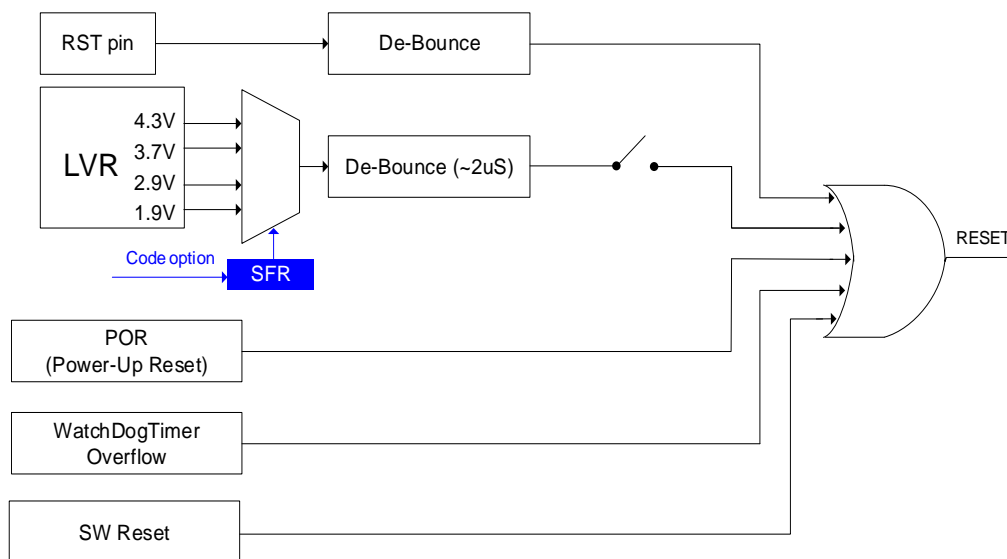 RST pin
De-Bounce
LVR
4.3V
3.7V
2.9V
1.9V
De-Bounce (~2uS)
Code option
SFR
RESET
POR
(Power-Up Reset)
WatchDogTimer
Overflow
SW Reset